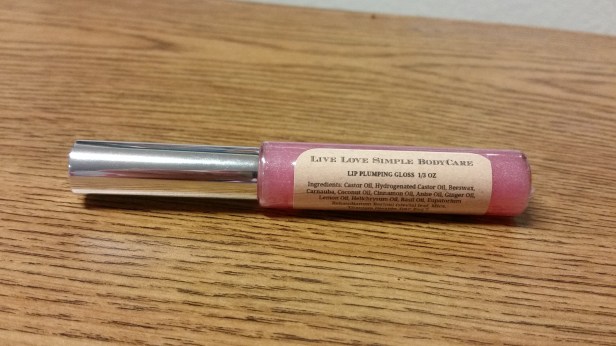 Live Love Simple BodyCare
LIP PLUMPING GLOSS 1/3 OZ
Ingredients: Castor Oil, Hydrogenated Castor Oil, Beeswax,
Carnauba, Coconut Oil, Cinnamon Oil, Anise Oil, Ginger Oil,
Lemon Oil, Helichrysum Oil, Basil Oil,